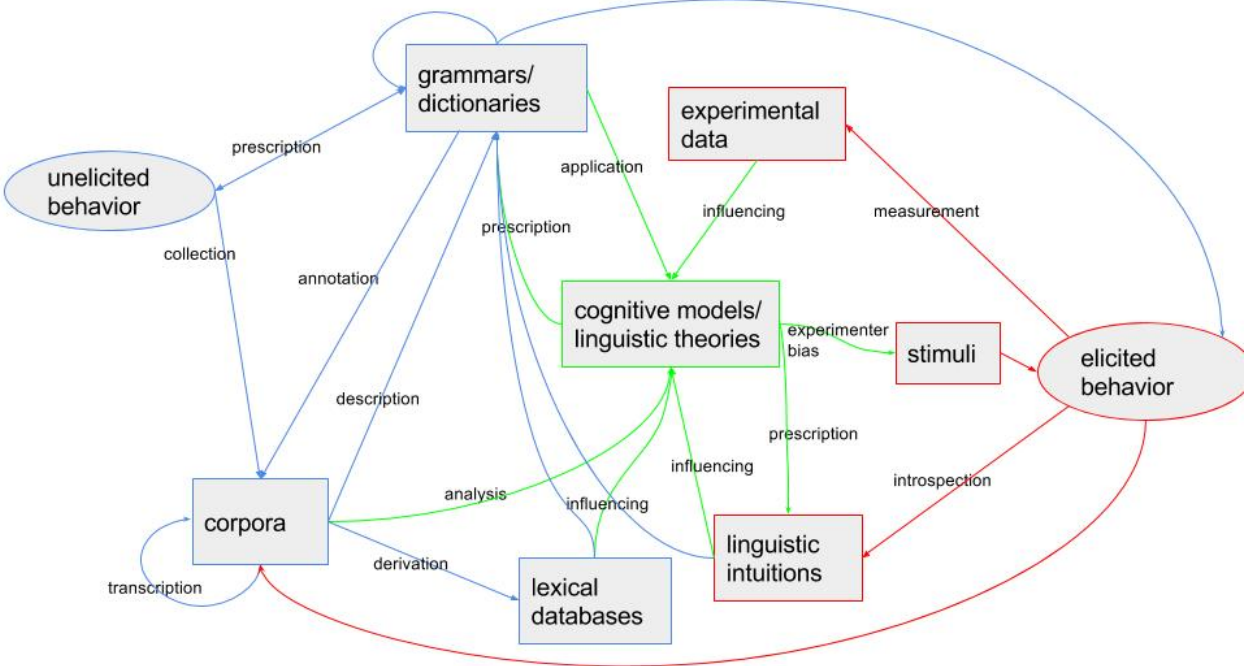 grammars/
dictionaries
experimental
data
prescription
application
unelicited
behavior
influencing
measurement
prescription
collection
annotation
cognitive models/
linguistic theories
experimenter
bias
stimuli
elicited
behavior
description
prescription
influencing
introspection
analysis
influencing
corpora
linguistic
intuitions
derivation
transcription
lexical
databases